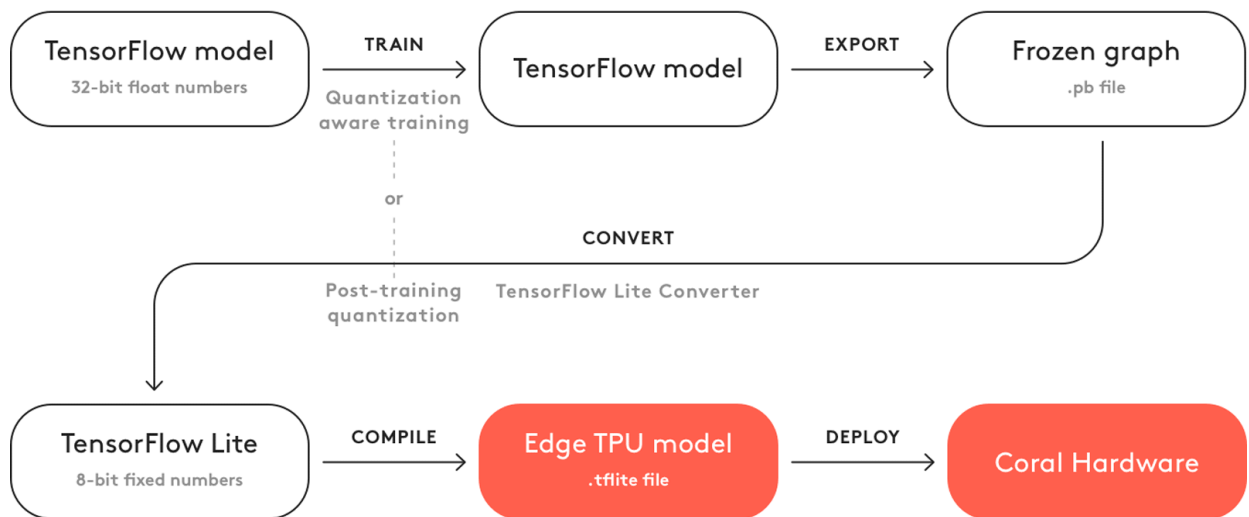 TensorFlow model
32-bit float numbers
TRAIN
Quantization
aware training
or
Post-training
quantization
TensorFlow model
EXPORT
Frozen graph
.pb file
CONVERT
TensorFlow Lite Converter
TensorFlow Lite
8-bit fixed numbers
COMPILE
Edge TPU model
.tflite file
DEPLOY
Coral Hardware